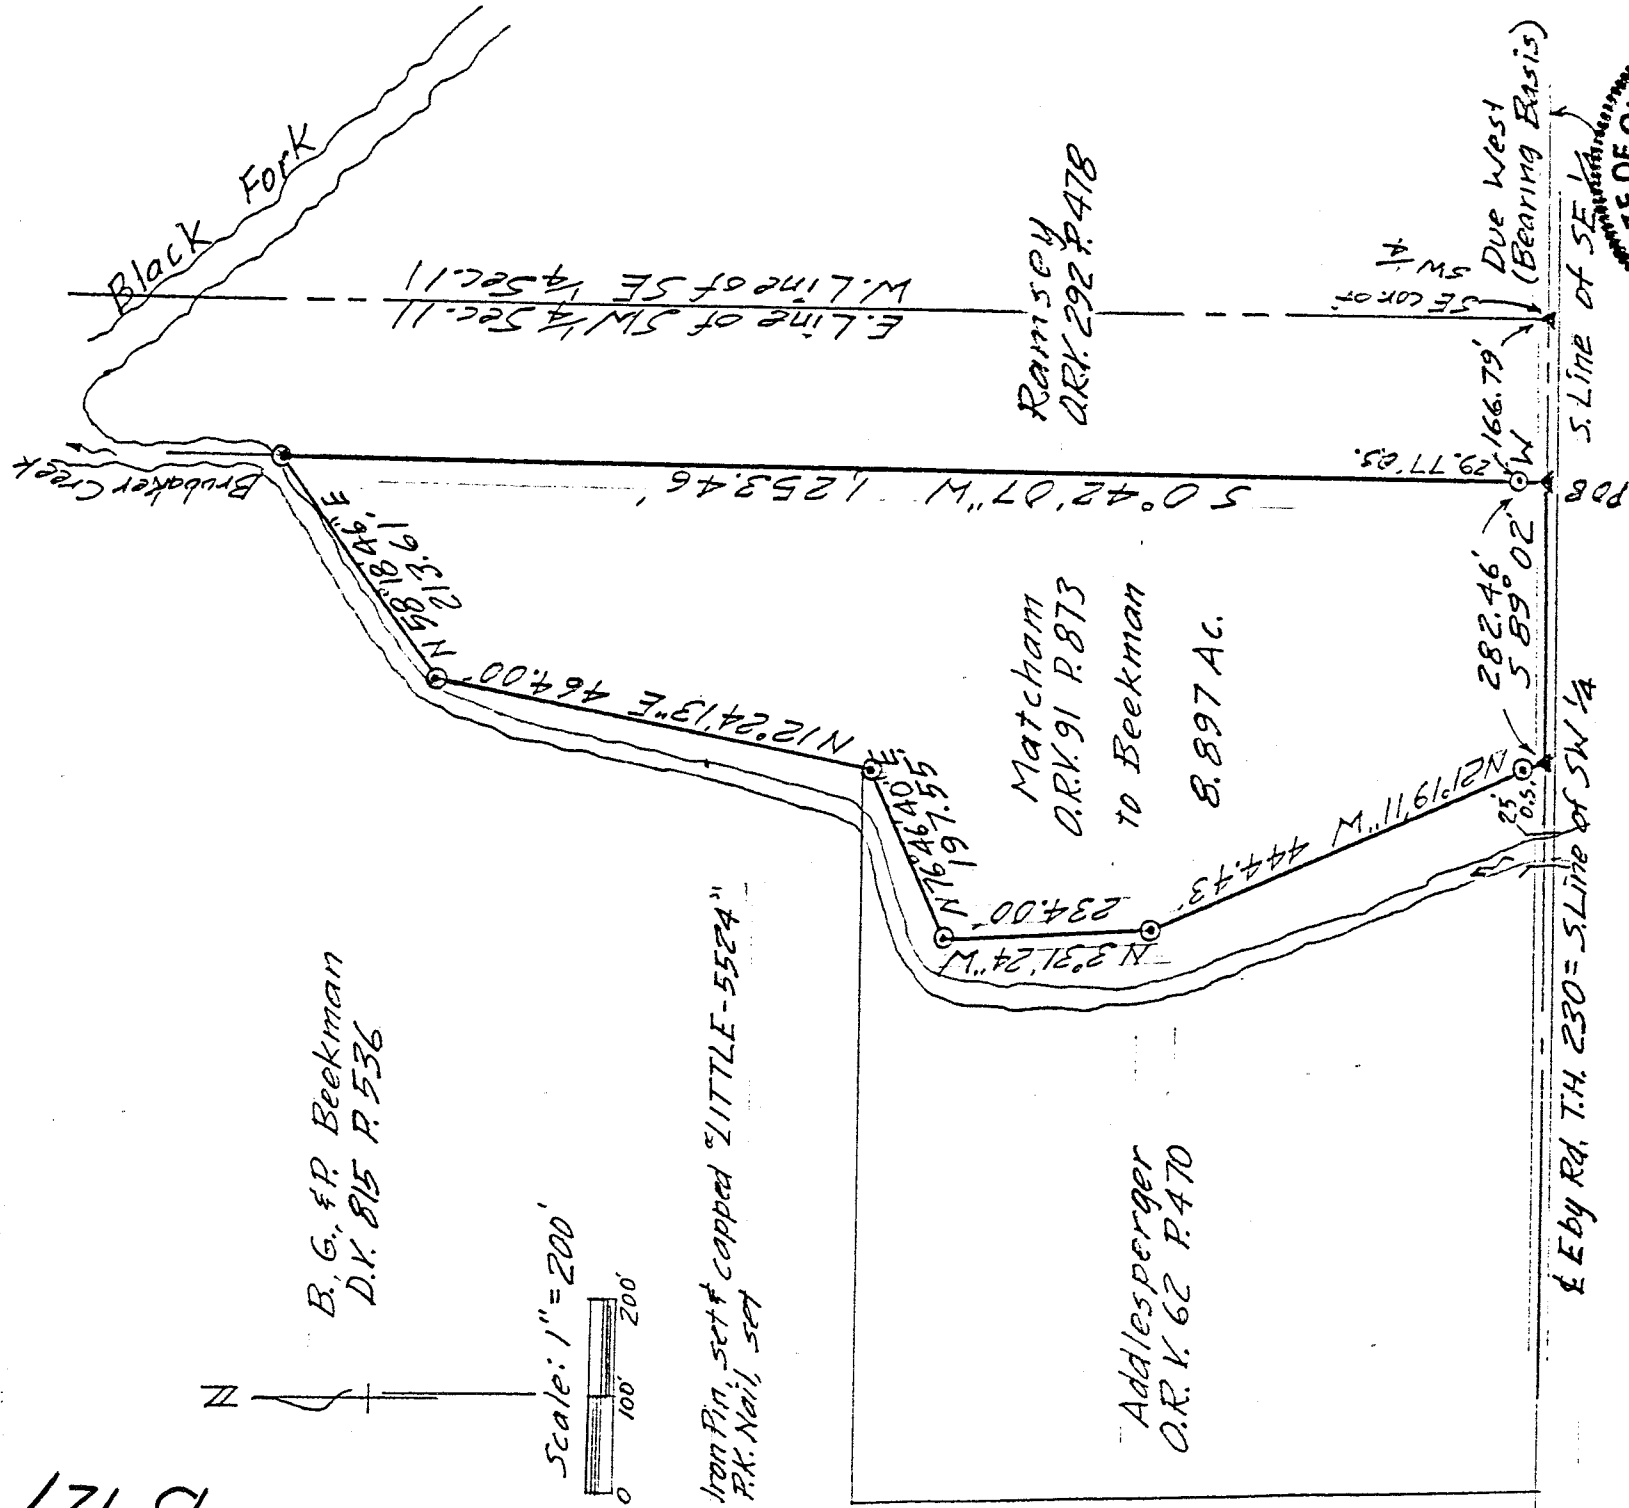 Black Fork
Brubaker Creek
W. Line of SE 1/4 Sec. 11
E. Line of SW 1/4 Sec. 11
Ramsey
O.R.V. 292 P. 478
SE cor. of
SW 1/4
Due West
(Bearing Basis)
S. Line of SE 1/4
166.79'
29.77' o.s.
POB
S 0° 42' 07" W 1,253.46'
N 58° 18' 46" E
213.61'
N 12° 24' 13" E 464.00'
N 76° 46' 40" E
197.55'
N 3° 31' 24" W
234.00'
N 21° 19' 11" W 444.43'
25'
O.S.
282.46'
S 89° 02' W
Matcham
O.R.V. 91 P. 873
to Beekman
8.897 Ac.
B., G., & P. Beekman
D.V. 815 P. 536
N
Scale: 1" = 200'
0 100' 200'
Iron Pin, set & capped "LITTLE-5524"
P.K. Nail, set
Addlesperger
O.R.V. 62 P. 470
℄ Eby Rd. T.H. 230 = S. Line of SW 1/4